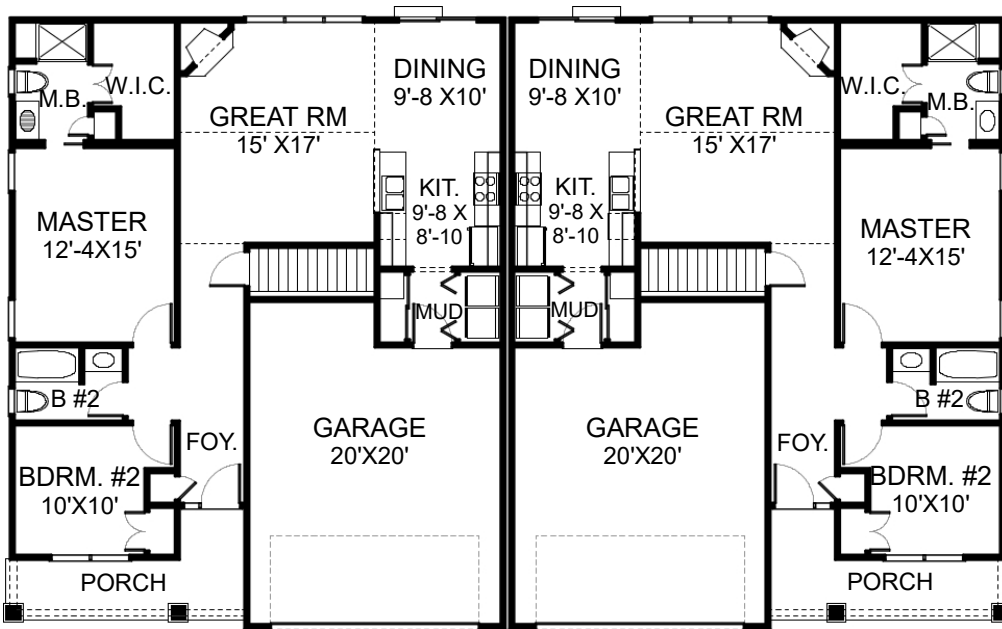 M.B.
W.I.C.
GREAT RM
15' X17'
DINING
9'-8 X10'
KIT.
9'-8 X
8'-10
MASTER
12'-4X15'
MUD
B #2
FOY.
BDRM. #2
10'X10'
GARAGE
20'X20'
PORCH
DINING
9'-8 X10'
GREAT RM
15' X17'
W.I.C.
M.B.
KIT.
9'-8 X
8'-10
MASTER
12'-4X15'
MUD
B #2
GARAGE
20'X20'
FOY.
BDRM. #2
10'X10'
PORCH